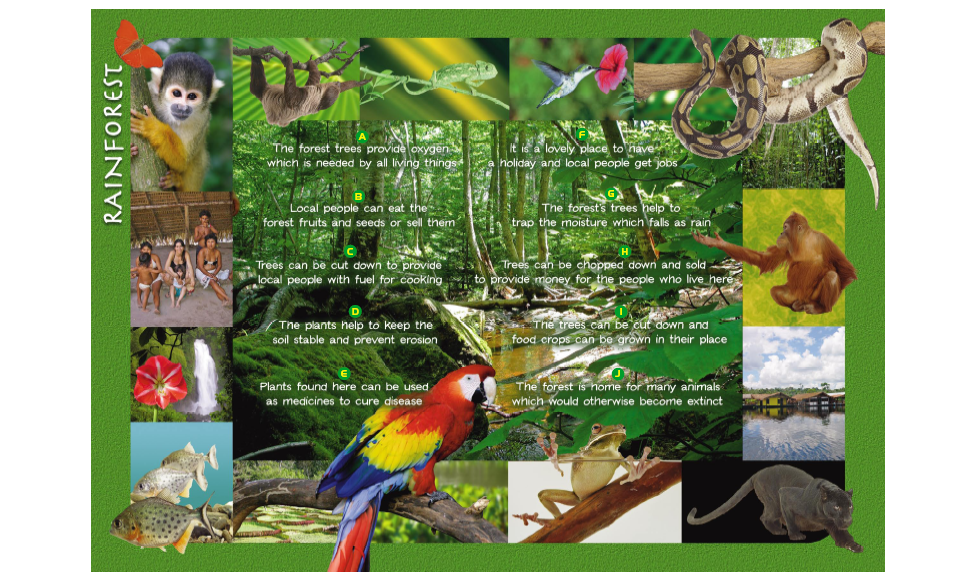 RAINFOREST
A
The forest trees provide oxygen
which is needed by all living things
B
Local people can eat the
forest fruits and seeds or sell them
C
Trees can be cut down to provide
local people with fuel for cooking
D
The plants help to keep the
soil stable and prevent erosion
E
Plants found here can be used
as medicines to cure disease
F
It is a lovely place to have
a holiday and local people get jobs
G
The forest's trees help to
trap the moisture which falls as rain
H
Trees can be chopped down and sold
to provide money for the people who live here
I
The trees can be cut down and
food crops can be grown in their place
J
The forest is home for many animals
which would otherwise become extinct